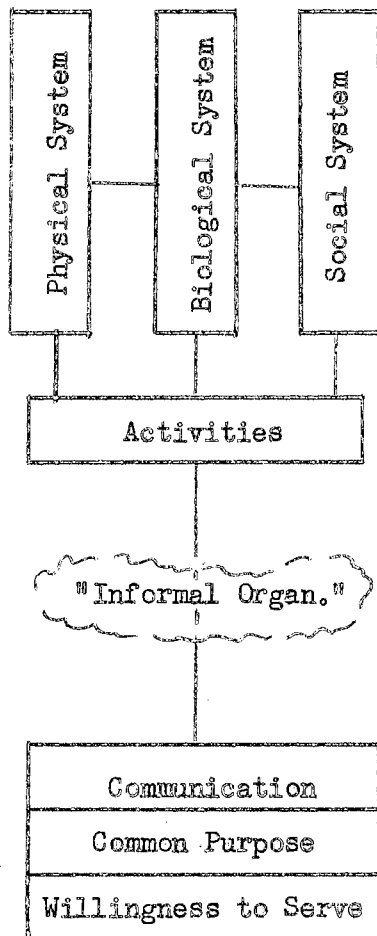 Physical System
Biological System
Social System
Activities
"Informal Organ."
Communication
Common Purpose
Willingness to Serve